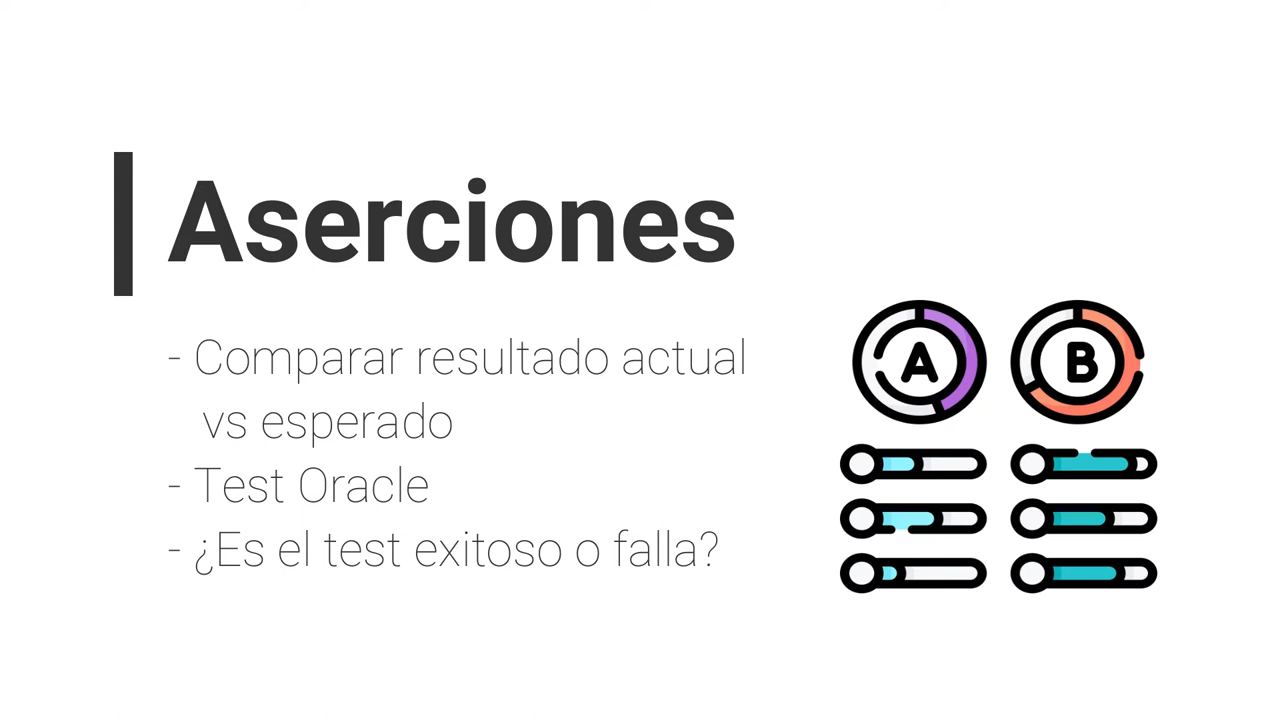 Aserciones
- Comparar resultado actual
vs esperado
- Test Oracle
- ¿Es el test exitoso o falla?
A
B